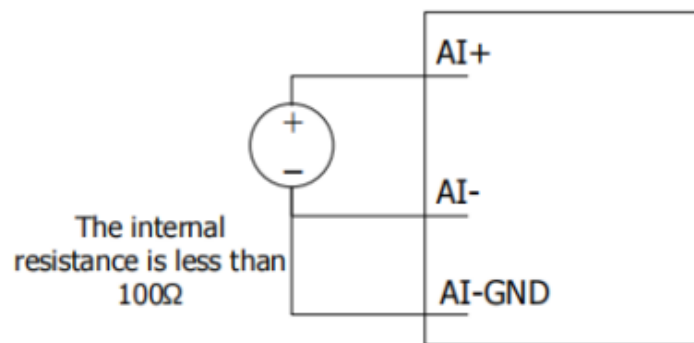 AI+
+
−
AI-
The internal
resistance is less than
100Ω
AI-GND